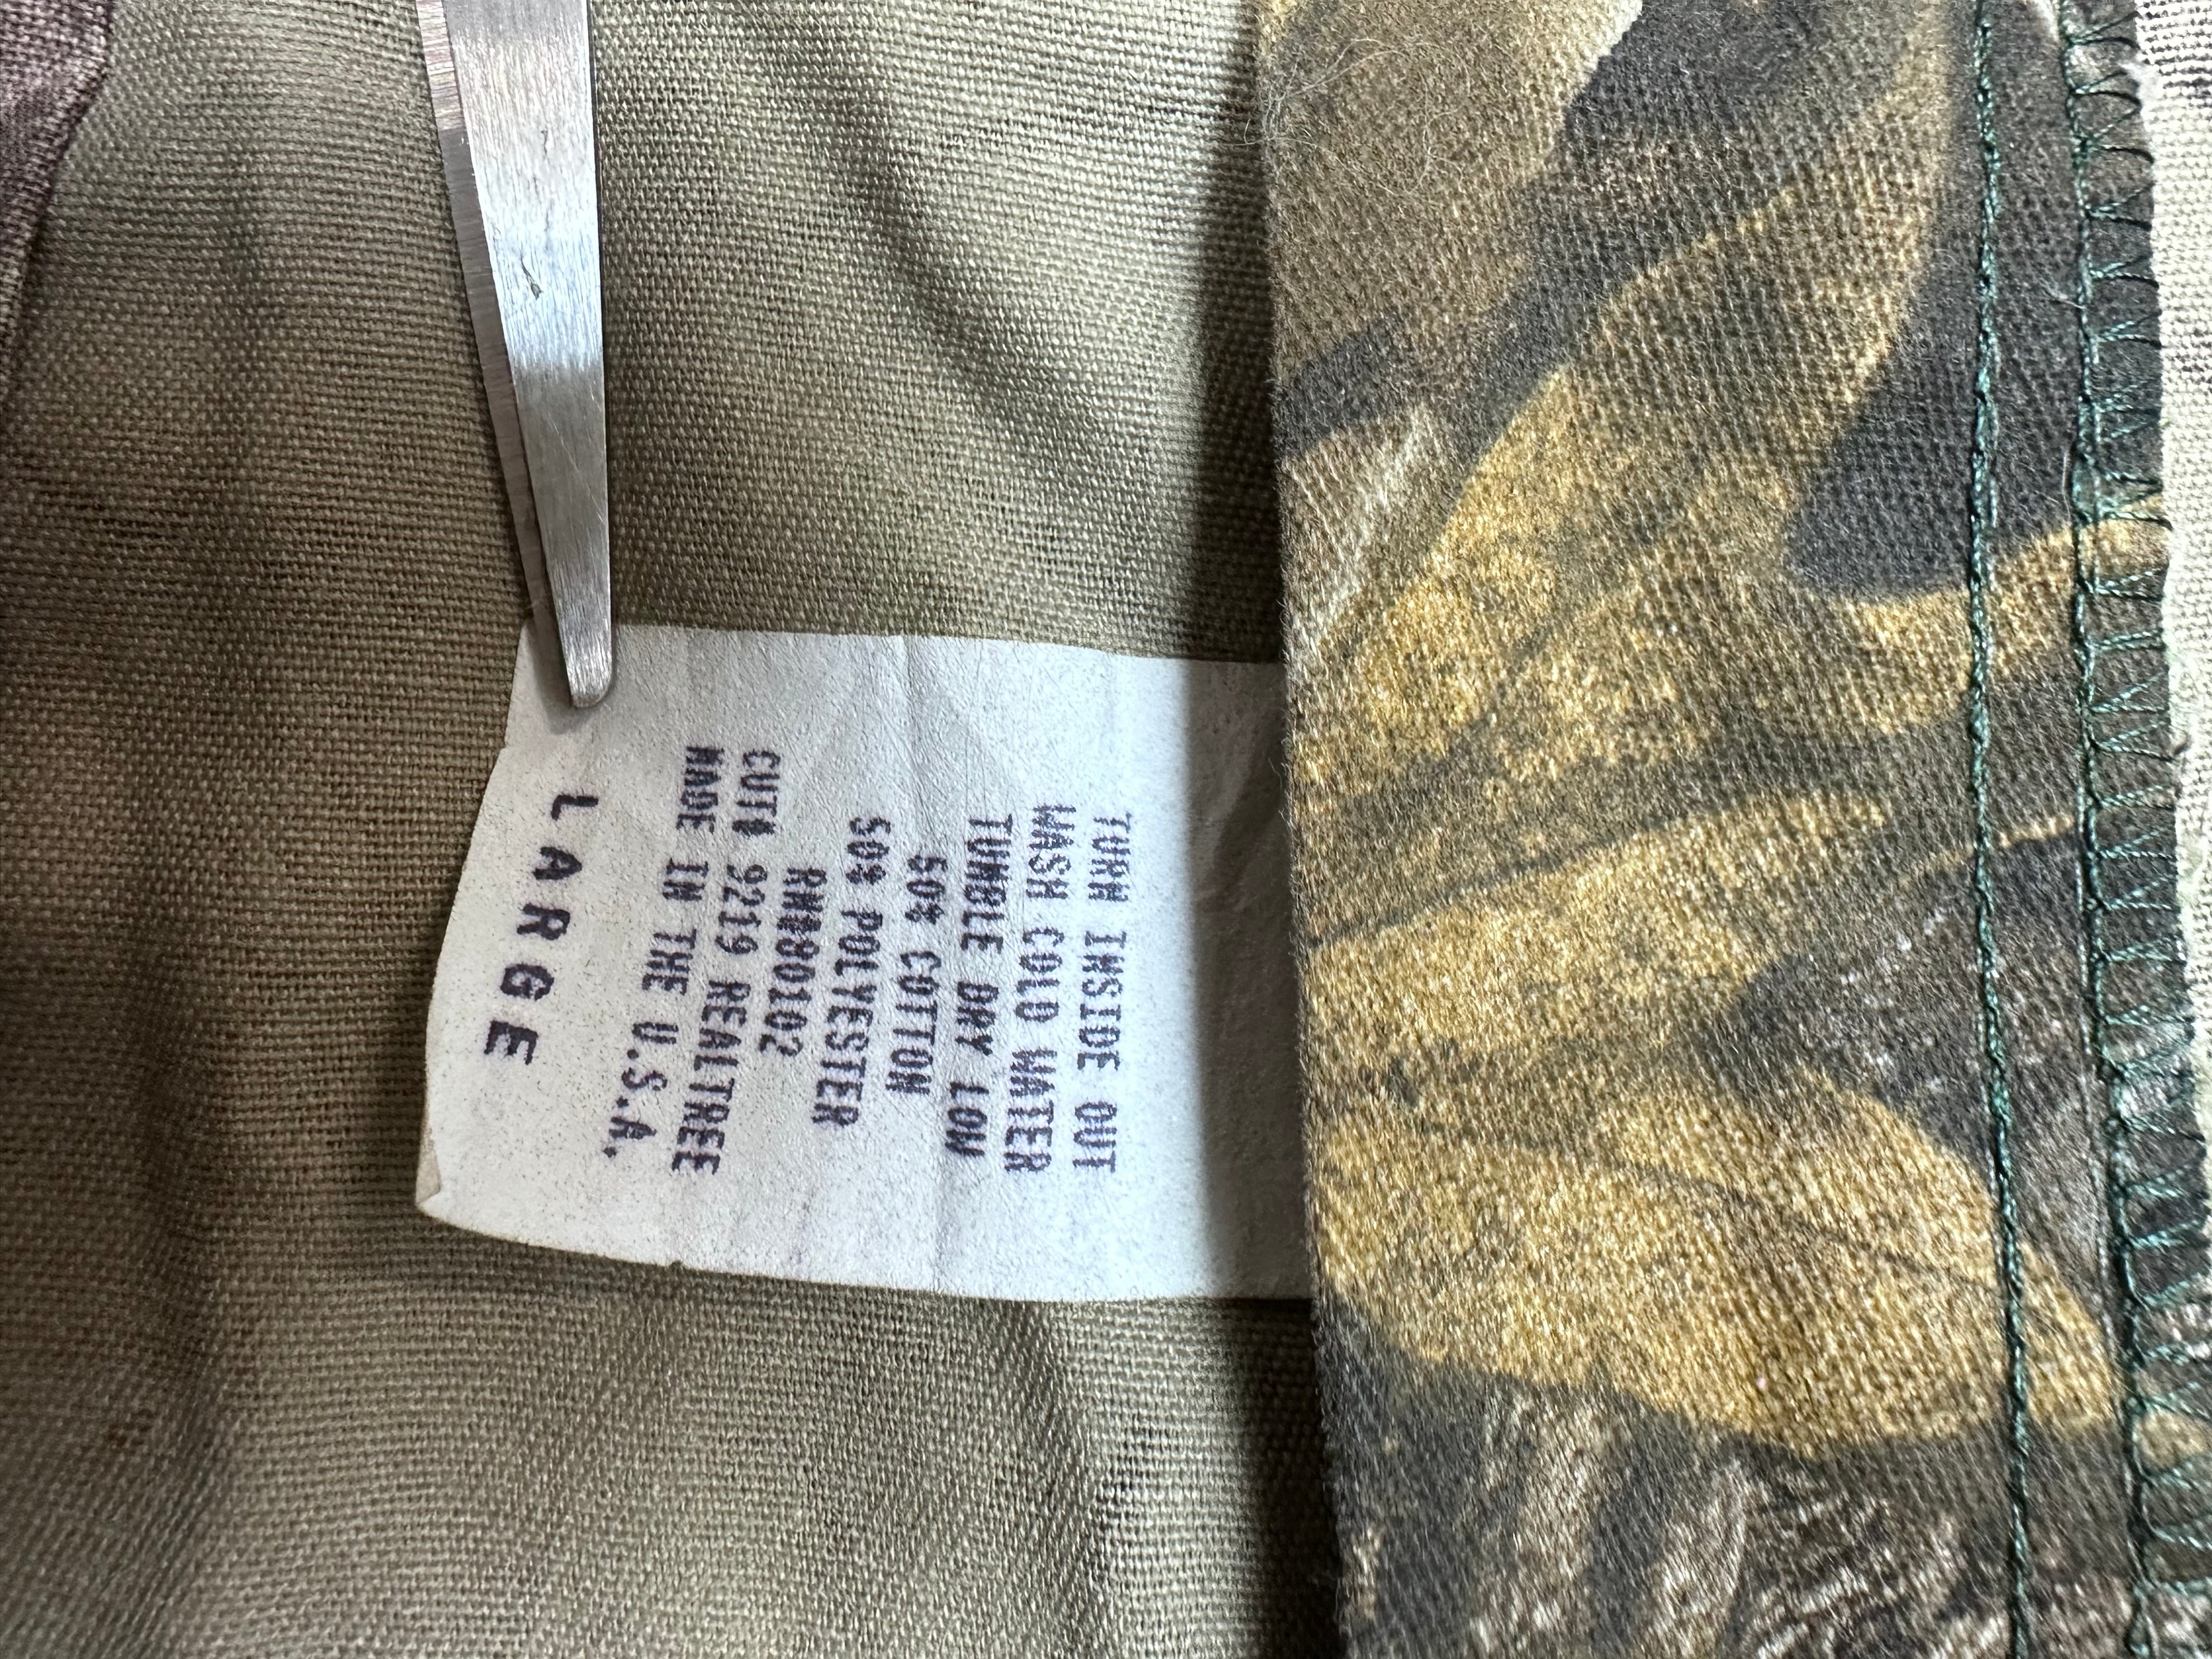 TURN INSIDE OUT
WASH COLD WATER
TUMBLE DRY LOW
50% COTTON
50% POLYESTER
RN#80102
CUT# 9219 REALTREE
MADE IN THE U.S.A.
LARGE